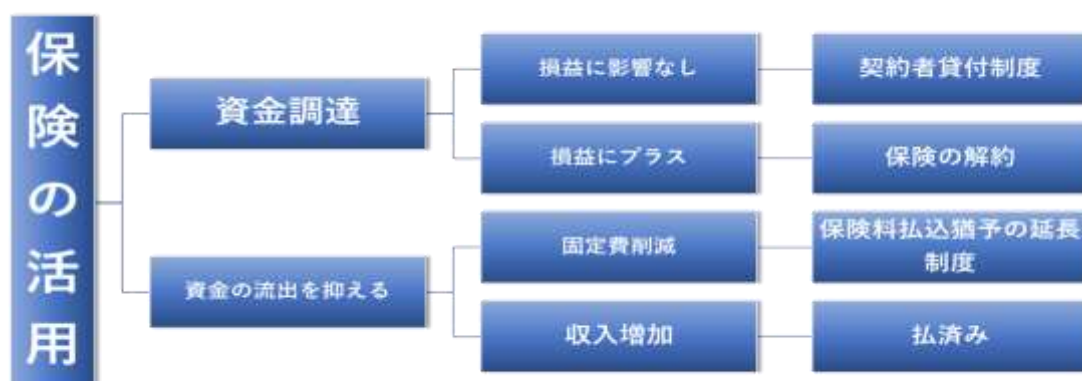 保険の活用
資金調達
損益に影響なし
契約者貸付制度
損益にプラス
保険の解約
資金の流出を抑える
固定費削減
保険料払込猶予の延長
制度
収入増加
払済み